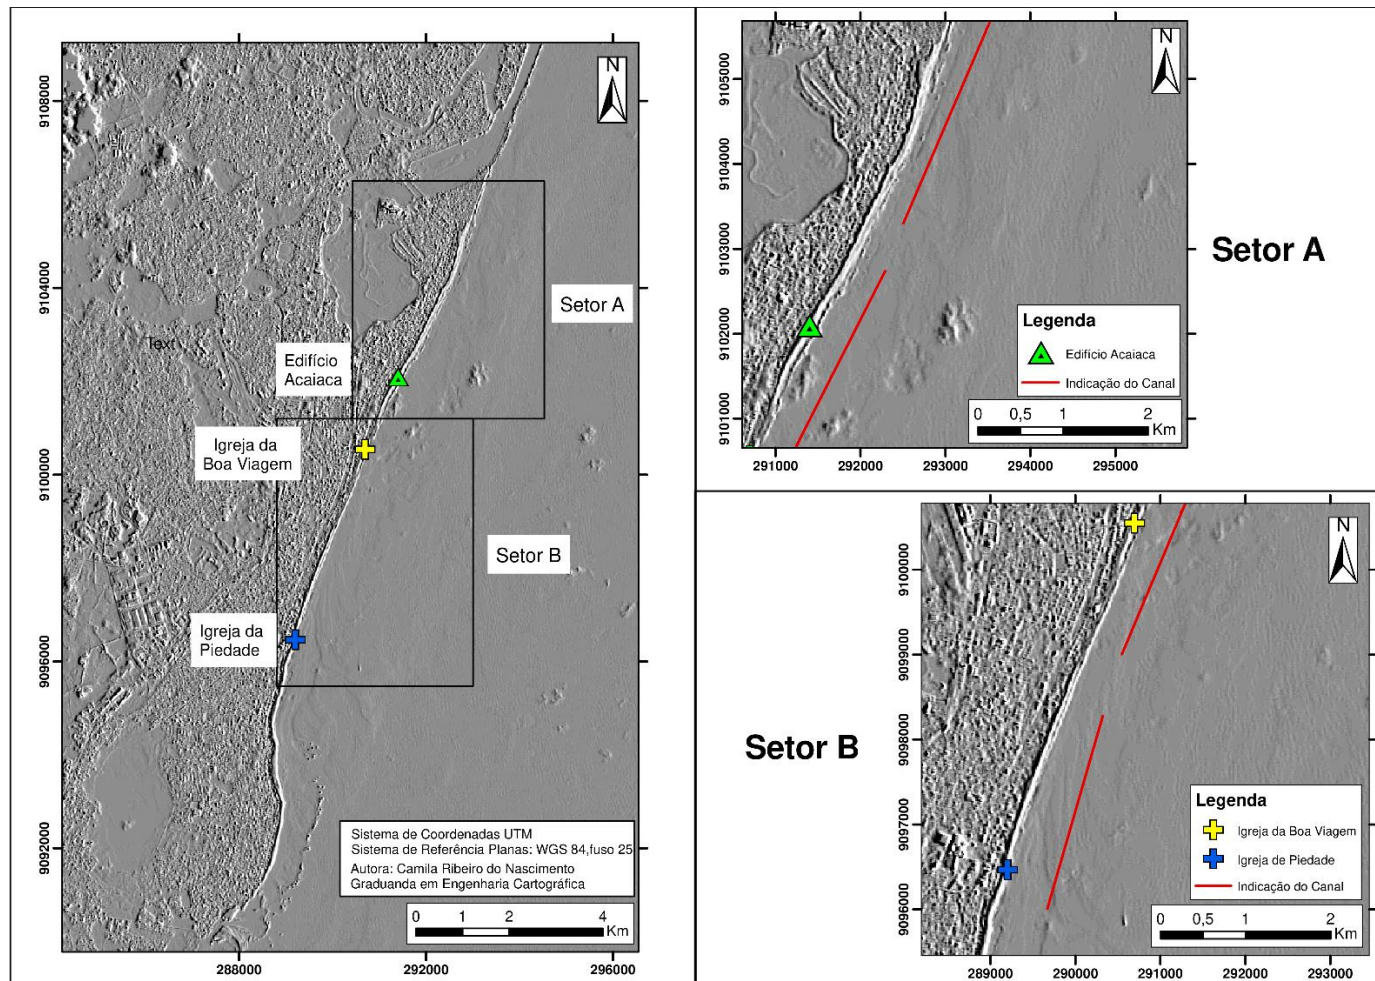 N
9108000
9104000
9100000
9096000
9092000
Setor A
Text
Edifício
Acaiaca
Igreja da
Boa Viagem
Setor B
Igreja da
Piedade
Sistema de Coordenadas UTM
Sistema de Referência Planas: WGS 84,fuso 25
Autora: Camila Ribeiro do Nascimento
Graduanda em Engenharia Cartográfica
0 1 2 4
Km
288000 292000 296000
N
9105000
9104000
9103000
9102000
9101000
Setor A
Legenda
Edifício Acaiaca
Indicação do Canal
0 0,5 1 2
Km
291000 292000 293000 294000 295000
N
9100000
9099000
9098000
9097000
9096000
Setor B
Legenda
Igreja da Boa Viagem
Igreja de Piedade
Indicação do Canal
0 0,5 1 2
Km
289000 290000 291000 292000 293000